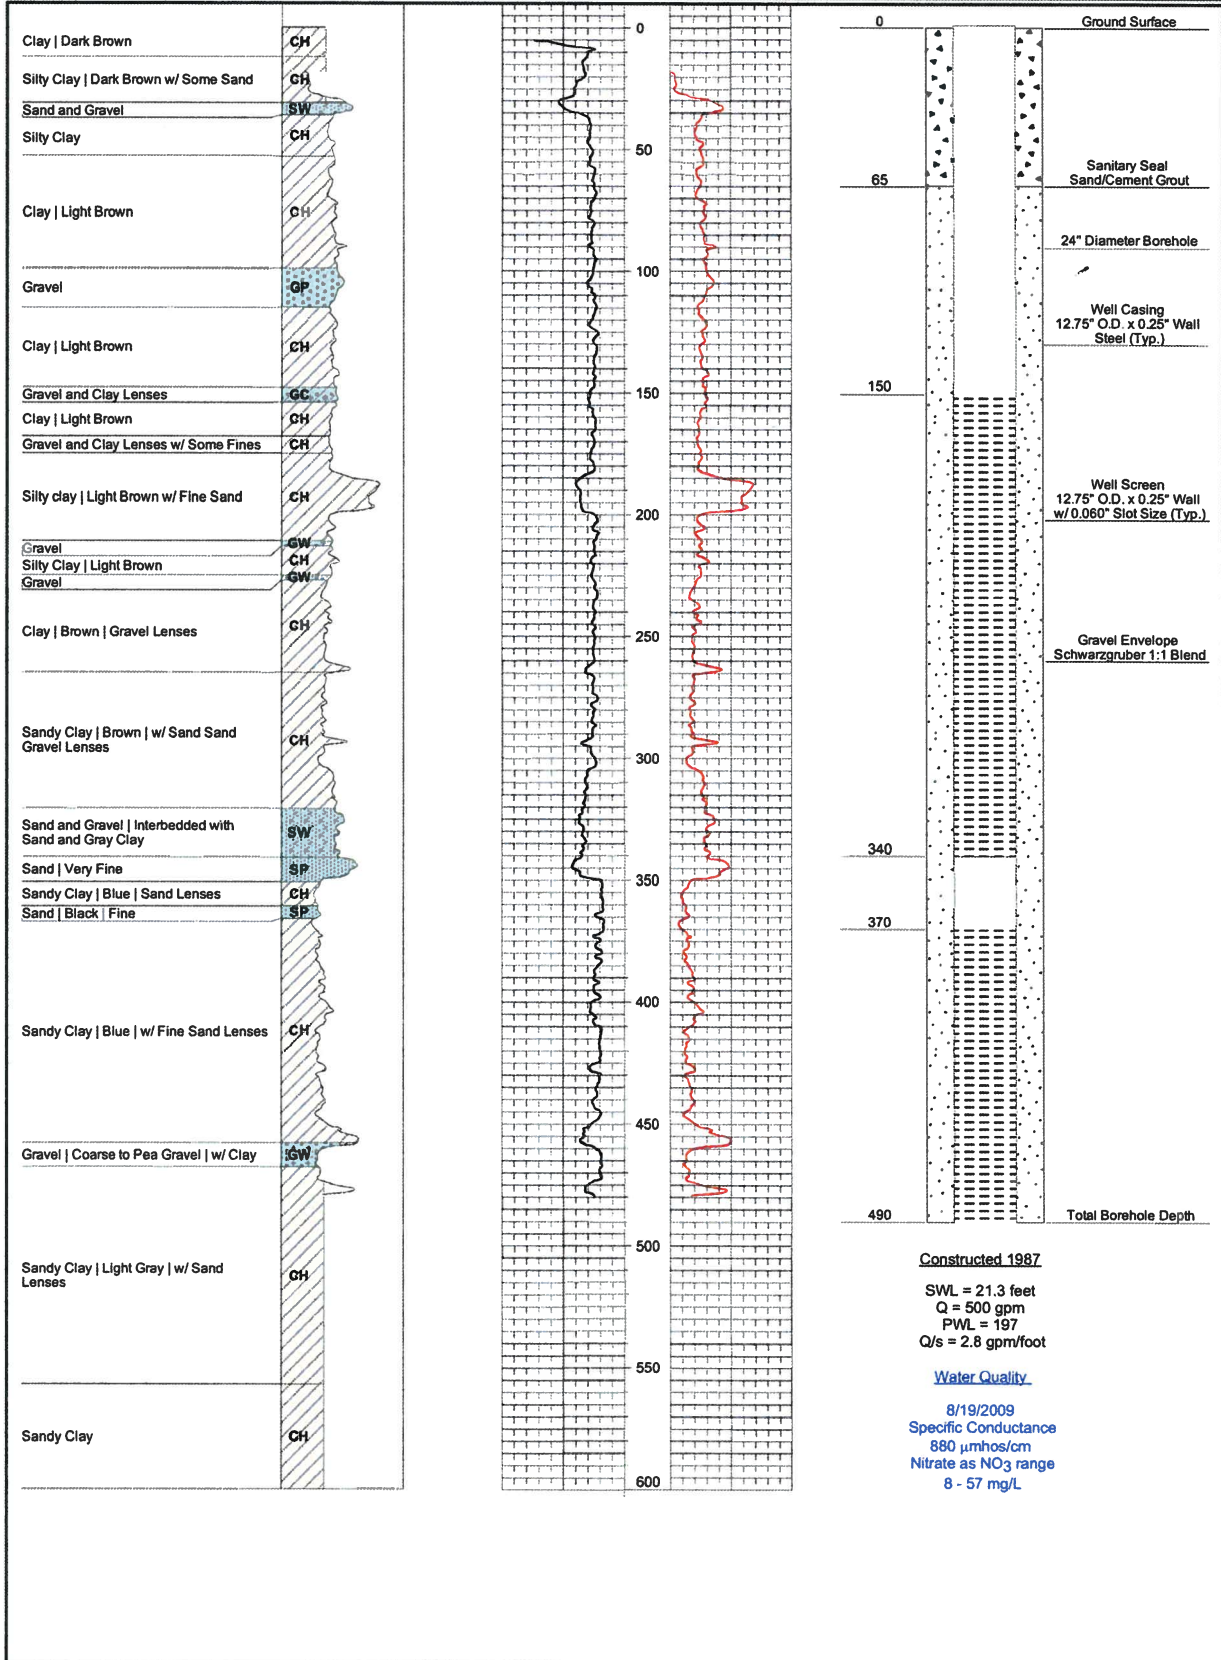 Clay | Dark Brown
CH
Silty Clay | Dark Brown w/ Some Sand
CH
Sand and Gravel
SW
Silty Clay
CH
Clay | Light Brown
CH
Gravel
GP
Clay | Light Brown
CH
Gravel and Clay Lenses
GC
Clay | Light Brown
CH
Gravel and Clay Lenses w/ Some Fines
CH
Silty clay | Light Brown w/ Fine Sand
CH
Gravel
GW
Silty Clay | Light Brown
CH
Gravel
GW
Clay | Brown | Gravel Lenses
CH
Sandy Clay | Brown | w/ Sand Sand
Gravel Lenses
CH
Sand and Gravel | Interbedded with
Sand and Gray Clay
SW
Sand | Very Fine
SP
Sandy Clay | Blue | Sand Lenses
CH
Sand | Black | Fine
SP
Sandy Clay | Blue | w/ Fine Sand Lenses
CH
Gravel | Coarse to Pea Gravel | w/ Clay
GW
Sandy Clay | Light Gray | w/ Sand
Lenses
CH
Sandy Clay
CH
0
50
100
150
200
250
300
350
400
450
500
550
600
0
65
150
340
370
490
Ground Surface
Sanitary Seal
Sand/Cement Grout
24" Diameter Borehole
Well Casing
12.75" O.D. x 0.25" Wall
Steel (Typ.)
Well Screen
12.75" O.D. x 0.25" Wall
w/ 0.060" Slot Size (Typ.)
Gravel Envelope
Schwarzgruber 1:1 Blend
Total Borehole Depth
Constructed 1987
SWL = 21.3 feet
Q = 500 gpm
PWL = 197
Q/s = 2.8 gpm/foot
Water Quality
8/19/2009
Specific Conductance
880 µmhos/cm
Nitrate as NO3 range
8 - 57 mg/L